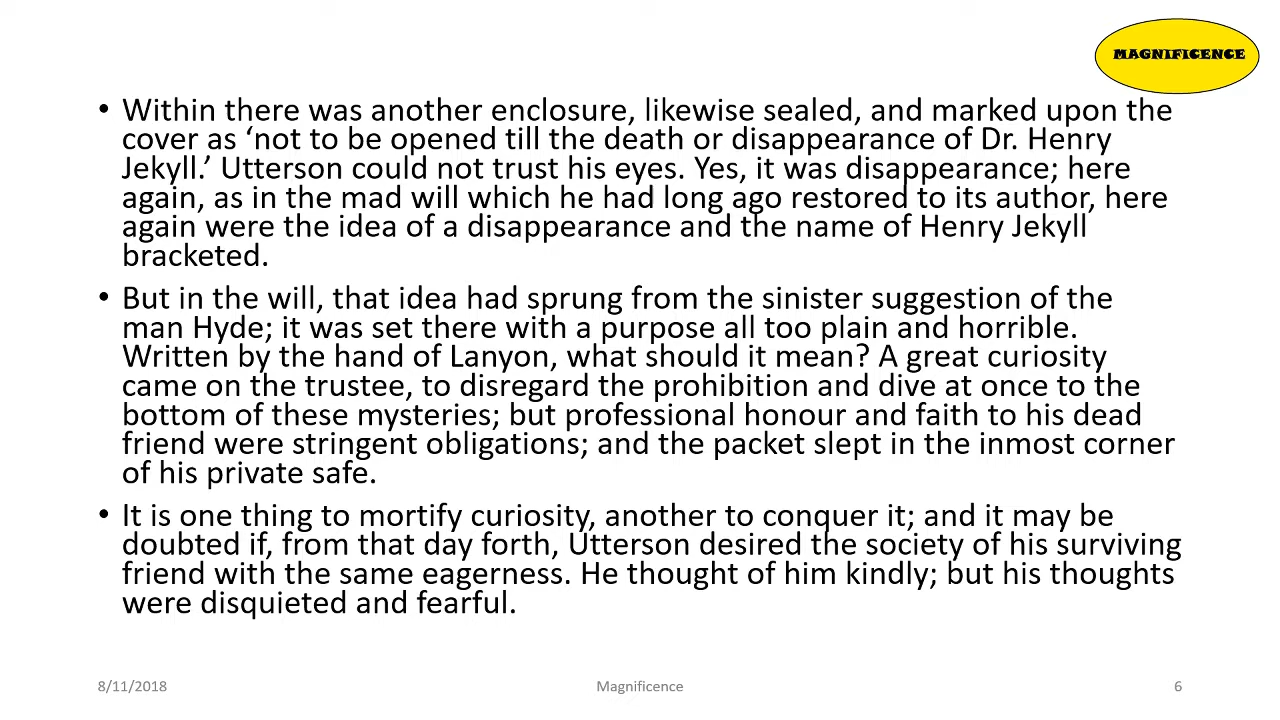 MAGNIFICENCE
• Within there was another enclosure, likewise sealed, and marked upon the
cover as ‘not to be opened till the death or disappearance of Dr. Henry
Jekyll.’ Utterson could not trust his eyes. Yes, it was disappearance; here
again, as in the mad will which he had long ago restored to its author, here
again were the idea of a disappearance and the name of Henry Jekyll
bracketed.
• But in the will, that idea had sprung from the sinister suggestion of the
man Hyde; it was set there with a purpose all too plain and horrible.
Written by the hand of Lanyon, what should it mean? A great curiosity
came on the trustee, to disregard the prohibition and dive at once to the
bottom of these mysteries; but professional honour and faith to his dead
friend were stringent obligations; and the packet slept in the inmost corner
of his private safe.
• It is one thing to mortify curiosity, another to conquer it; and it may be
doubted if, from that day forth, Utterson desired the society of his surviving
friend with the same eagerness. He thought of him kindly; but his thoughts
were disquieted and fearful.
8/11/2018
Magnificence
6